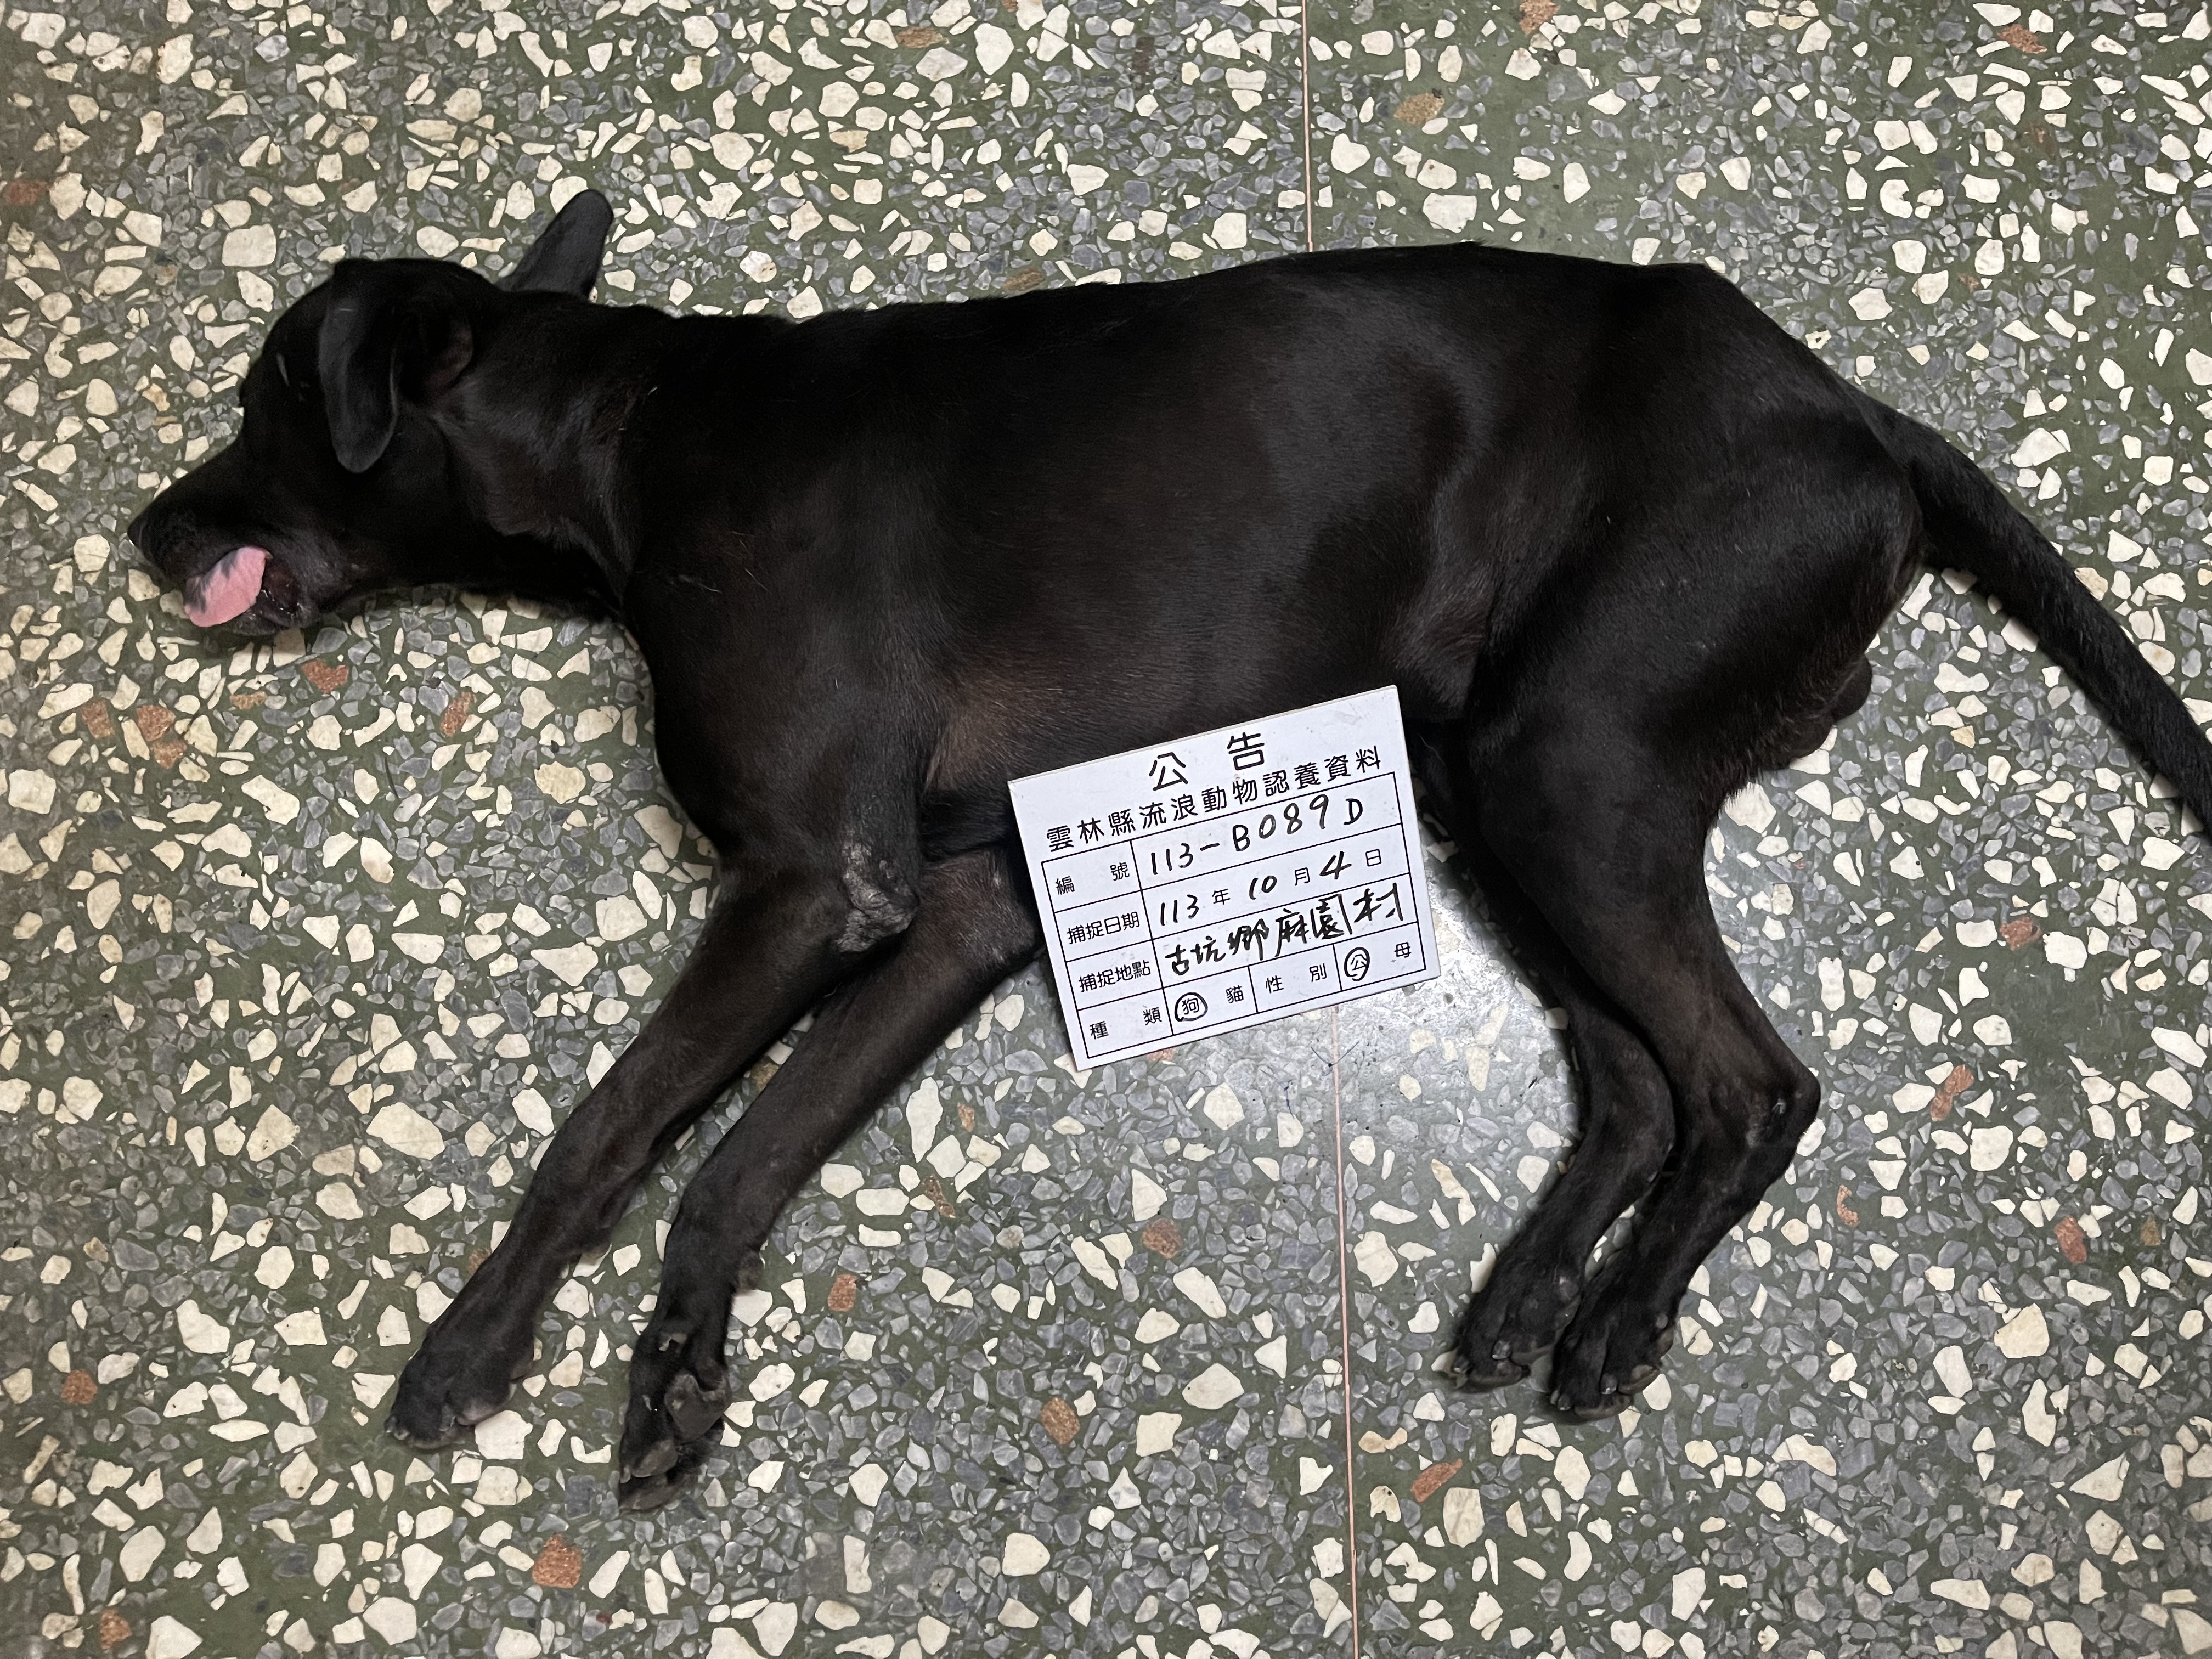 公告
雲林縣流浪動物認養資料
編號 113-B089D
捕捉日期 113年10月4日
捕捉地點 古坑鄉麻園村
種類 狗 貓 性別 公 母